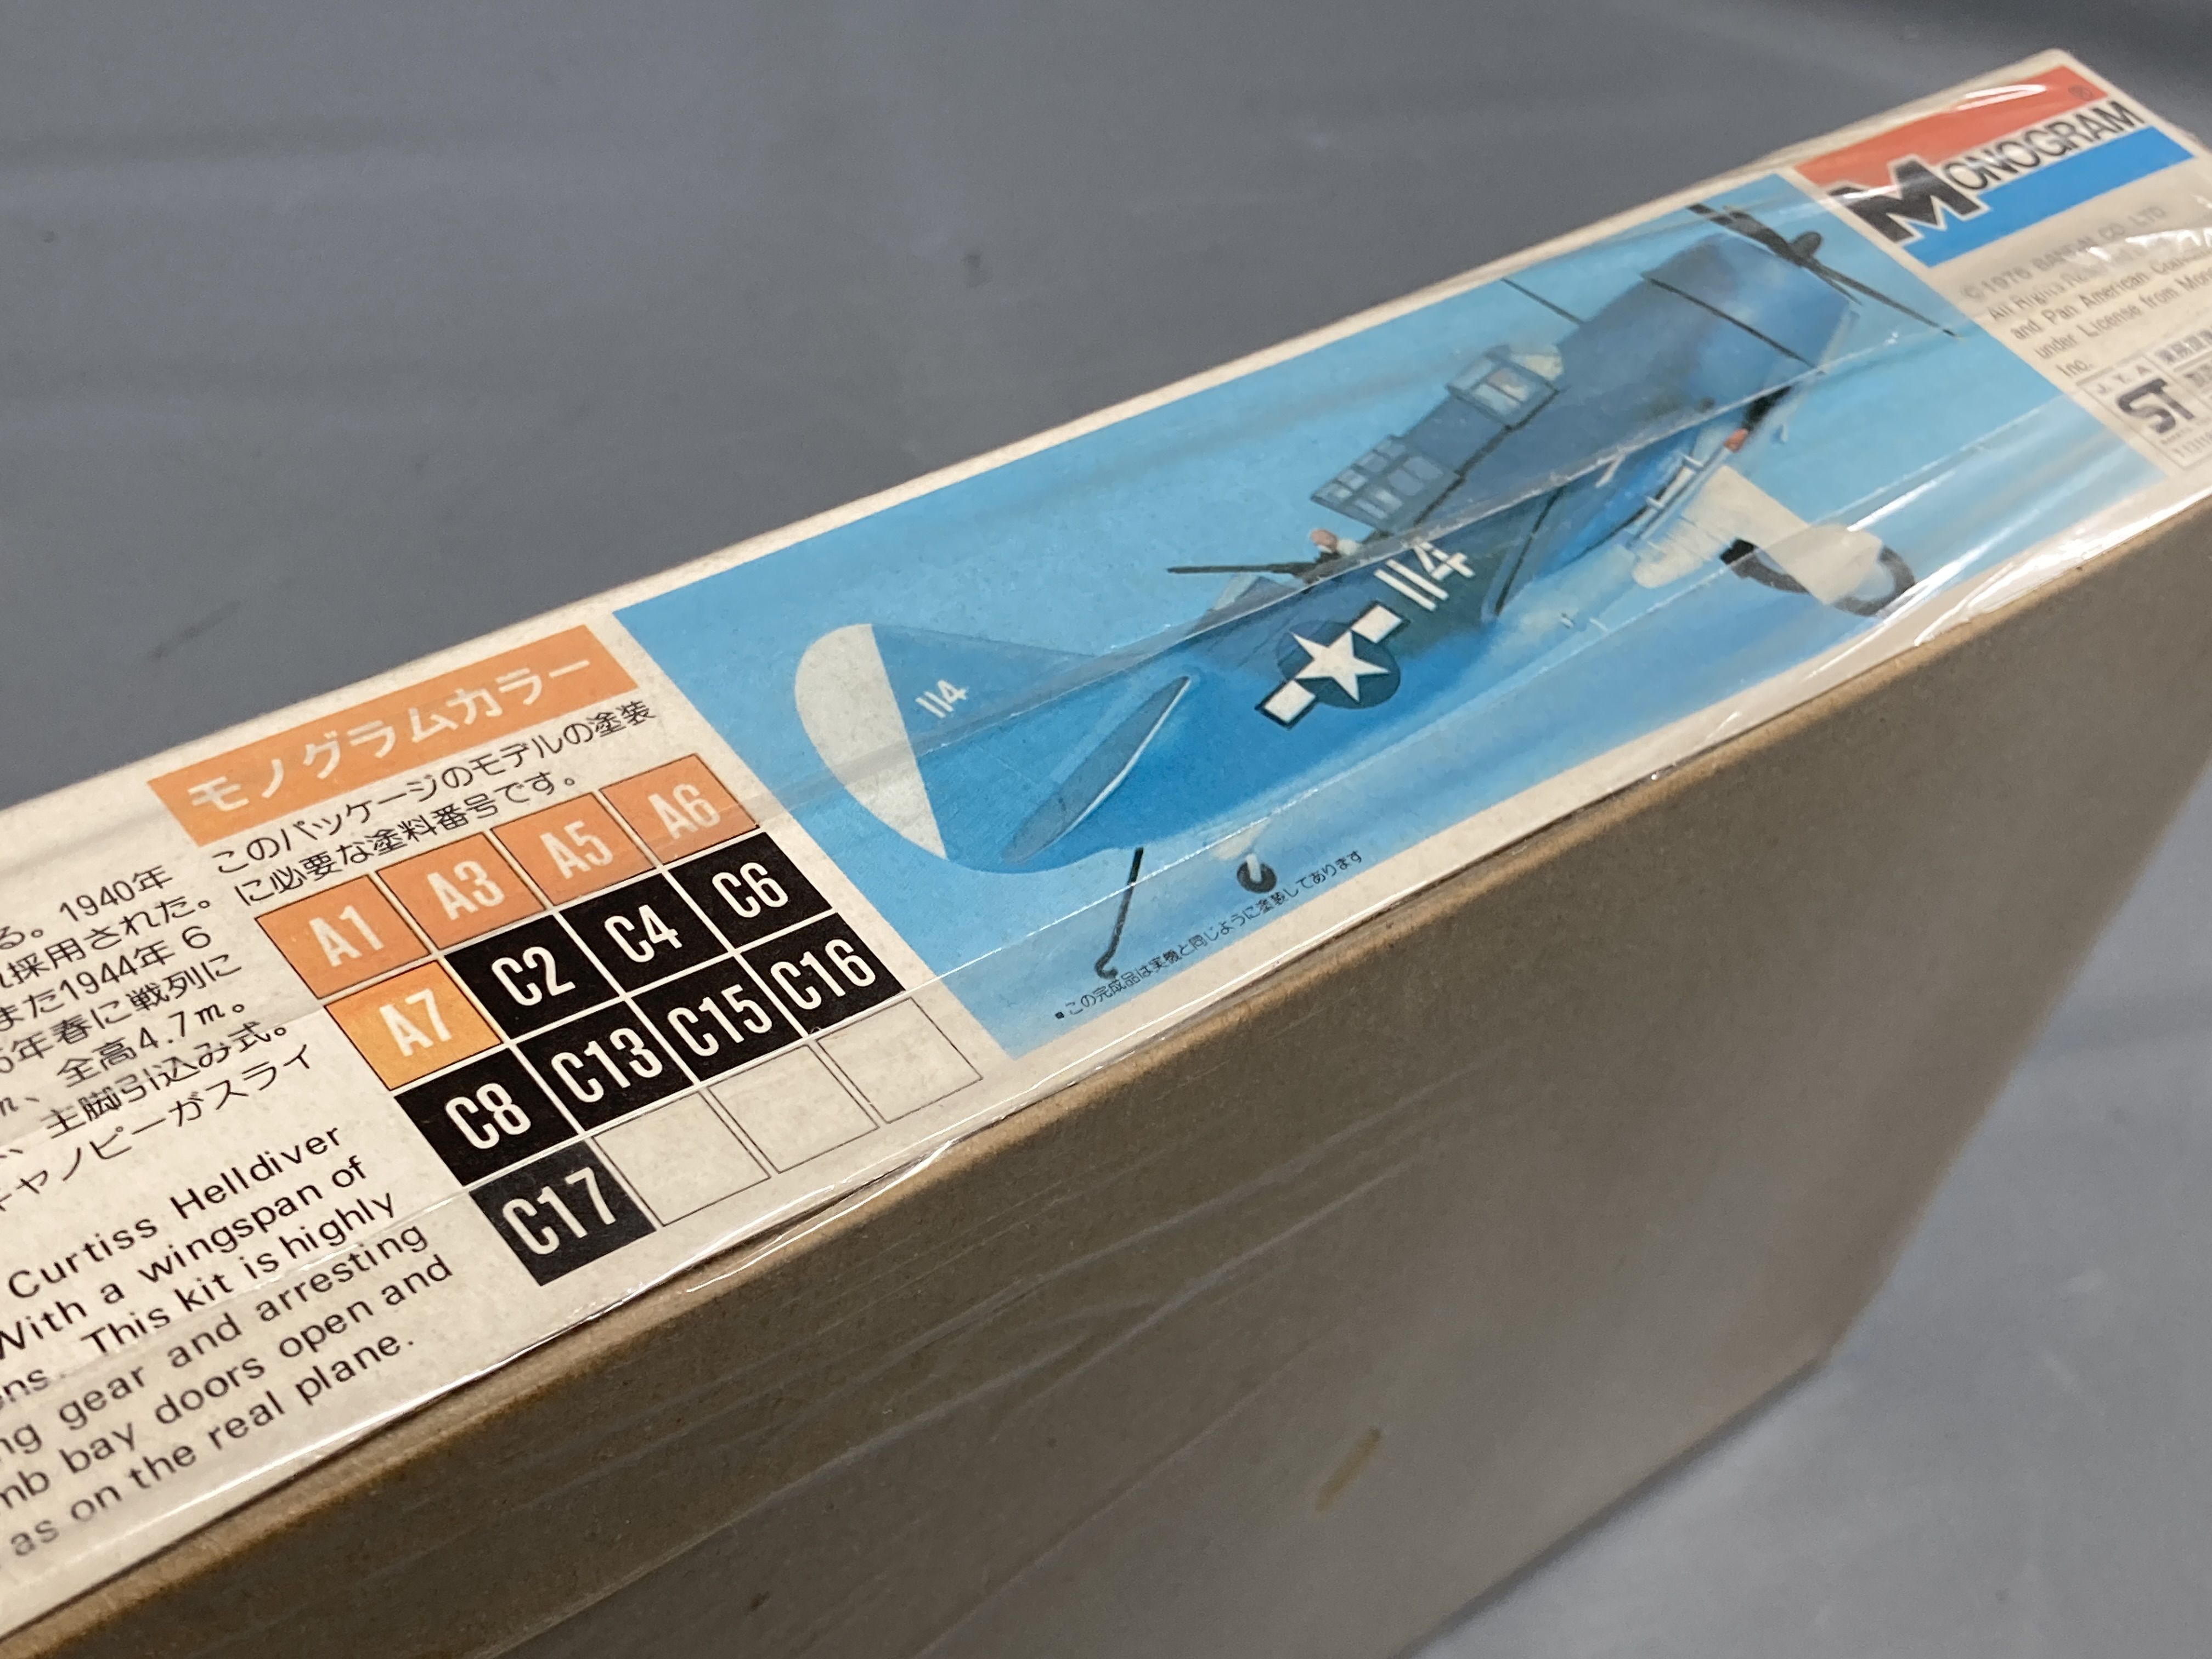 る。1940年
採用された。
また1944年6
年春に戦列に
、全高4.7m。
、主脚引込み式。
キャノピーがスライ
Curtiss Helldiver
With a wingspan of
This kit is highly
gear and arresting
bay doors open and
as on the real plane.
モノグラムカラー
このパッケージのモデルの塗装
に必要な塗料番号です。
A1 A3 A5 A6
A7 C2 C4 C6
C8 C13 C15 C16
C17
114
114
■この完成品は実機と同じように塗装してあります
MONOGRAM®
©1976 BANDAI CO., LTD.
All Rights
and Pan American
under License from
Inc.
J. T. A.
ST